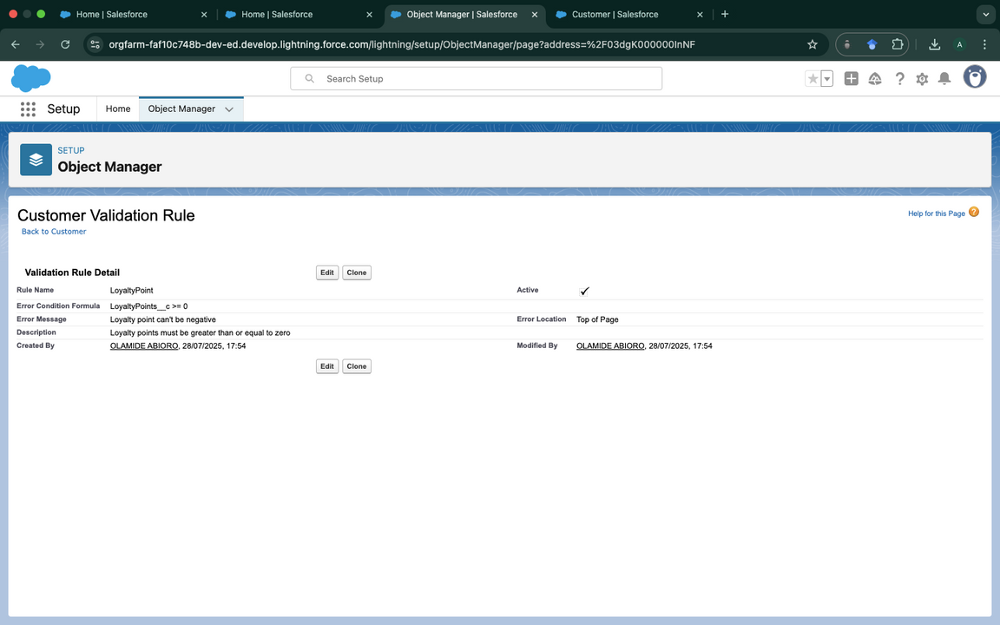 Home | Salesforce
Home | Salesforce
Object Manager | Salesforce
Customer | Salesforce
orgfarm-faf10c748b-dev-ed.develop.lightning.force.com/lightning/setup/ObjectManager/page?address=%2F03dgK000000InNF
A
Search Setup
Setup
Home
Object Manager
SETUP
Object Manager
Customer Validation Rule
Help for this Page
Back to Customer
Validation Rule Detail
Edit
Clone
Rule Name LoyaltyPoint Active
Error Condition Formula LoyaltyPoints__c >= 0
Error Message Loyalty point can't be negative Error Location Top of Page
Description Loyalty points must be greater than or equal to zero
Created By OLAMIDE ABIORO, 28/07/2025, 17:54 Modified By OLAMIDE ABIORO, 28/07/2025, 17:54
Edit
Clone